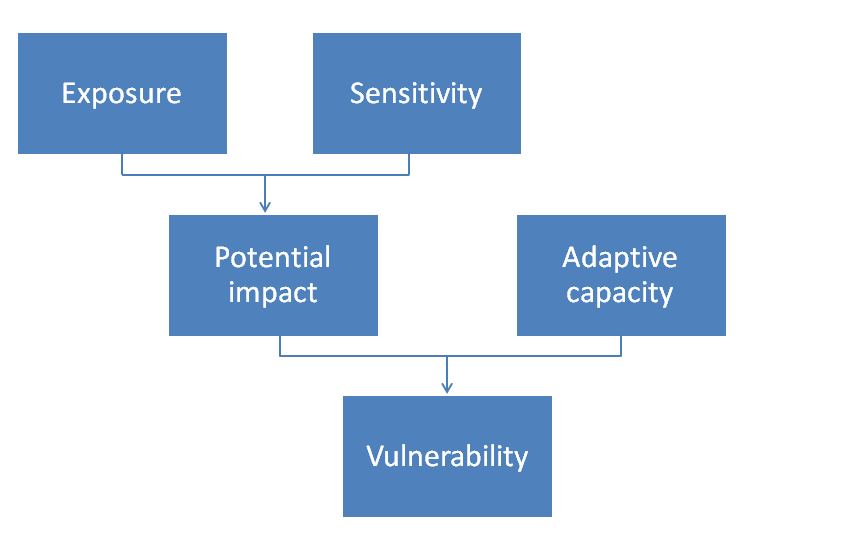 Exposure
Sensitivity
Potential
impact
Adaptive
capacity
Vulnerability